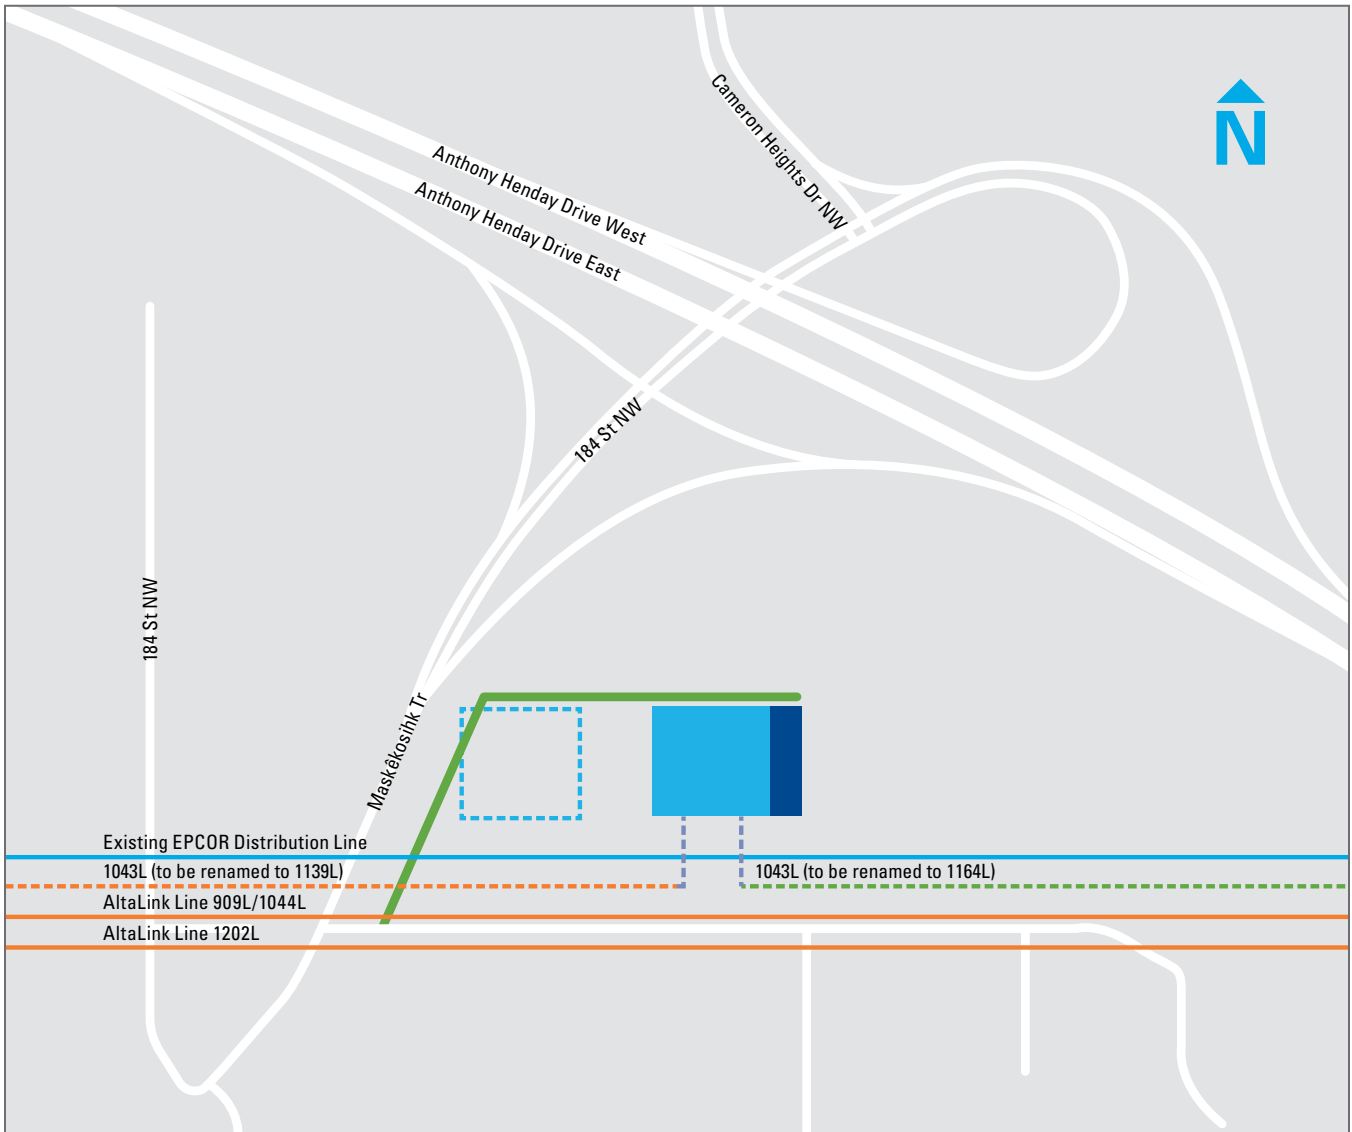 Cameron Heights Dr NW
N
Anthony Henday Drive West
Anthony Henday Drive East
184 St NW
184 St NW
Maskêkosihk Tr
Existing EPCOR Distribution Line
1043L (to be renamed to 1139L)
1043L (to be renamed to 1164L)
AltaLink Line 909L/1044L
AltaLink Line 1202L